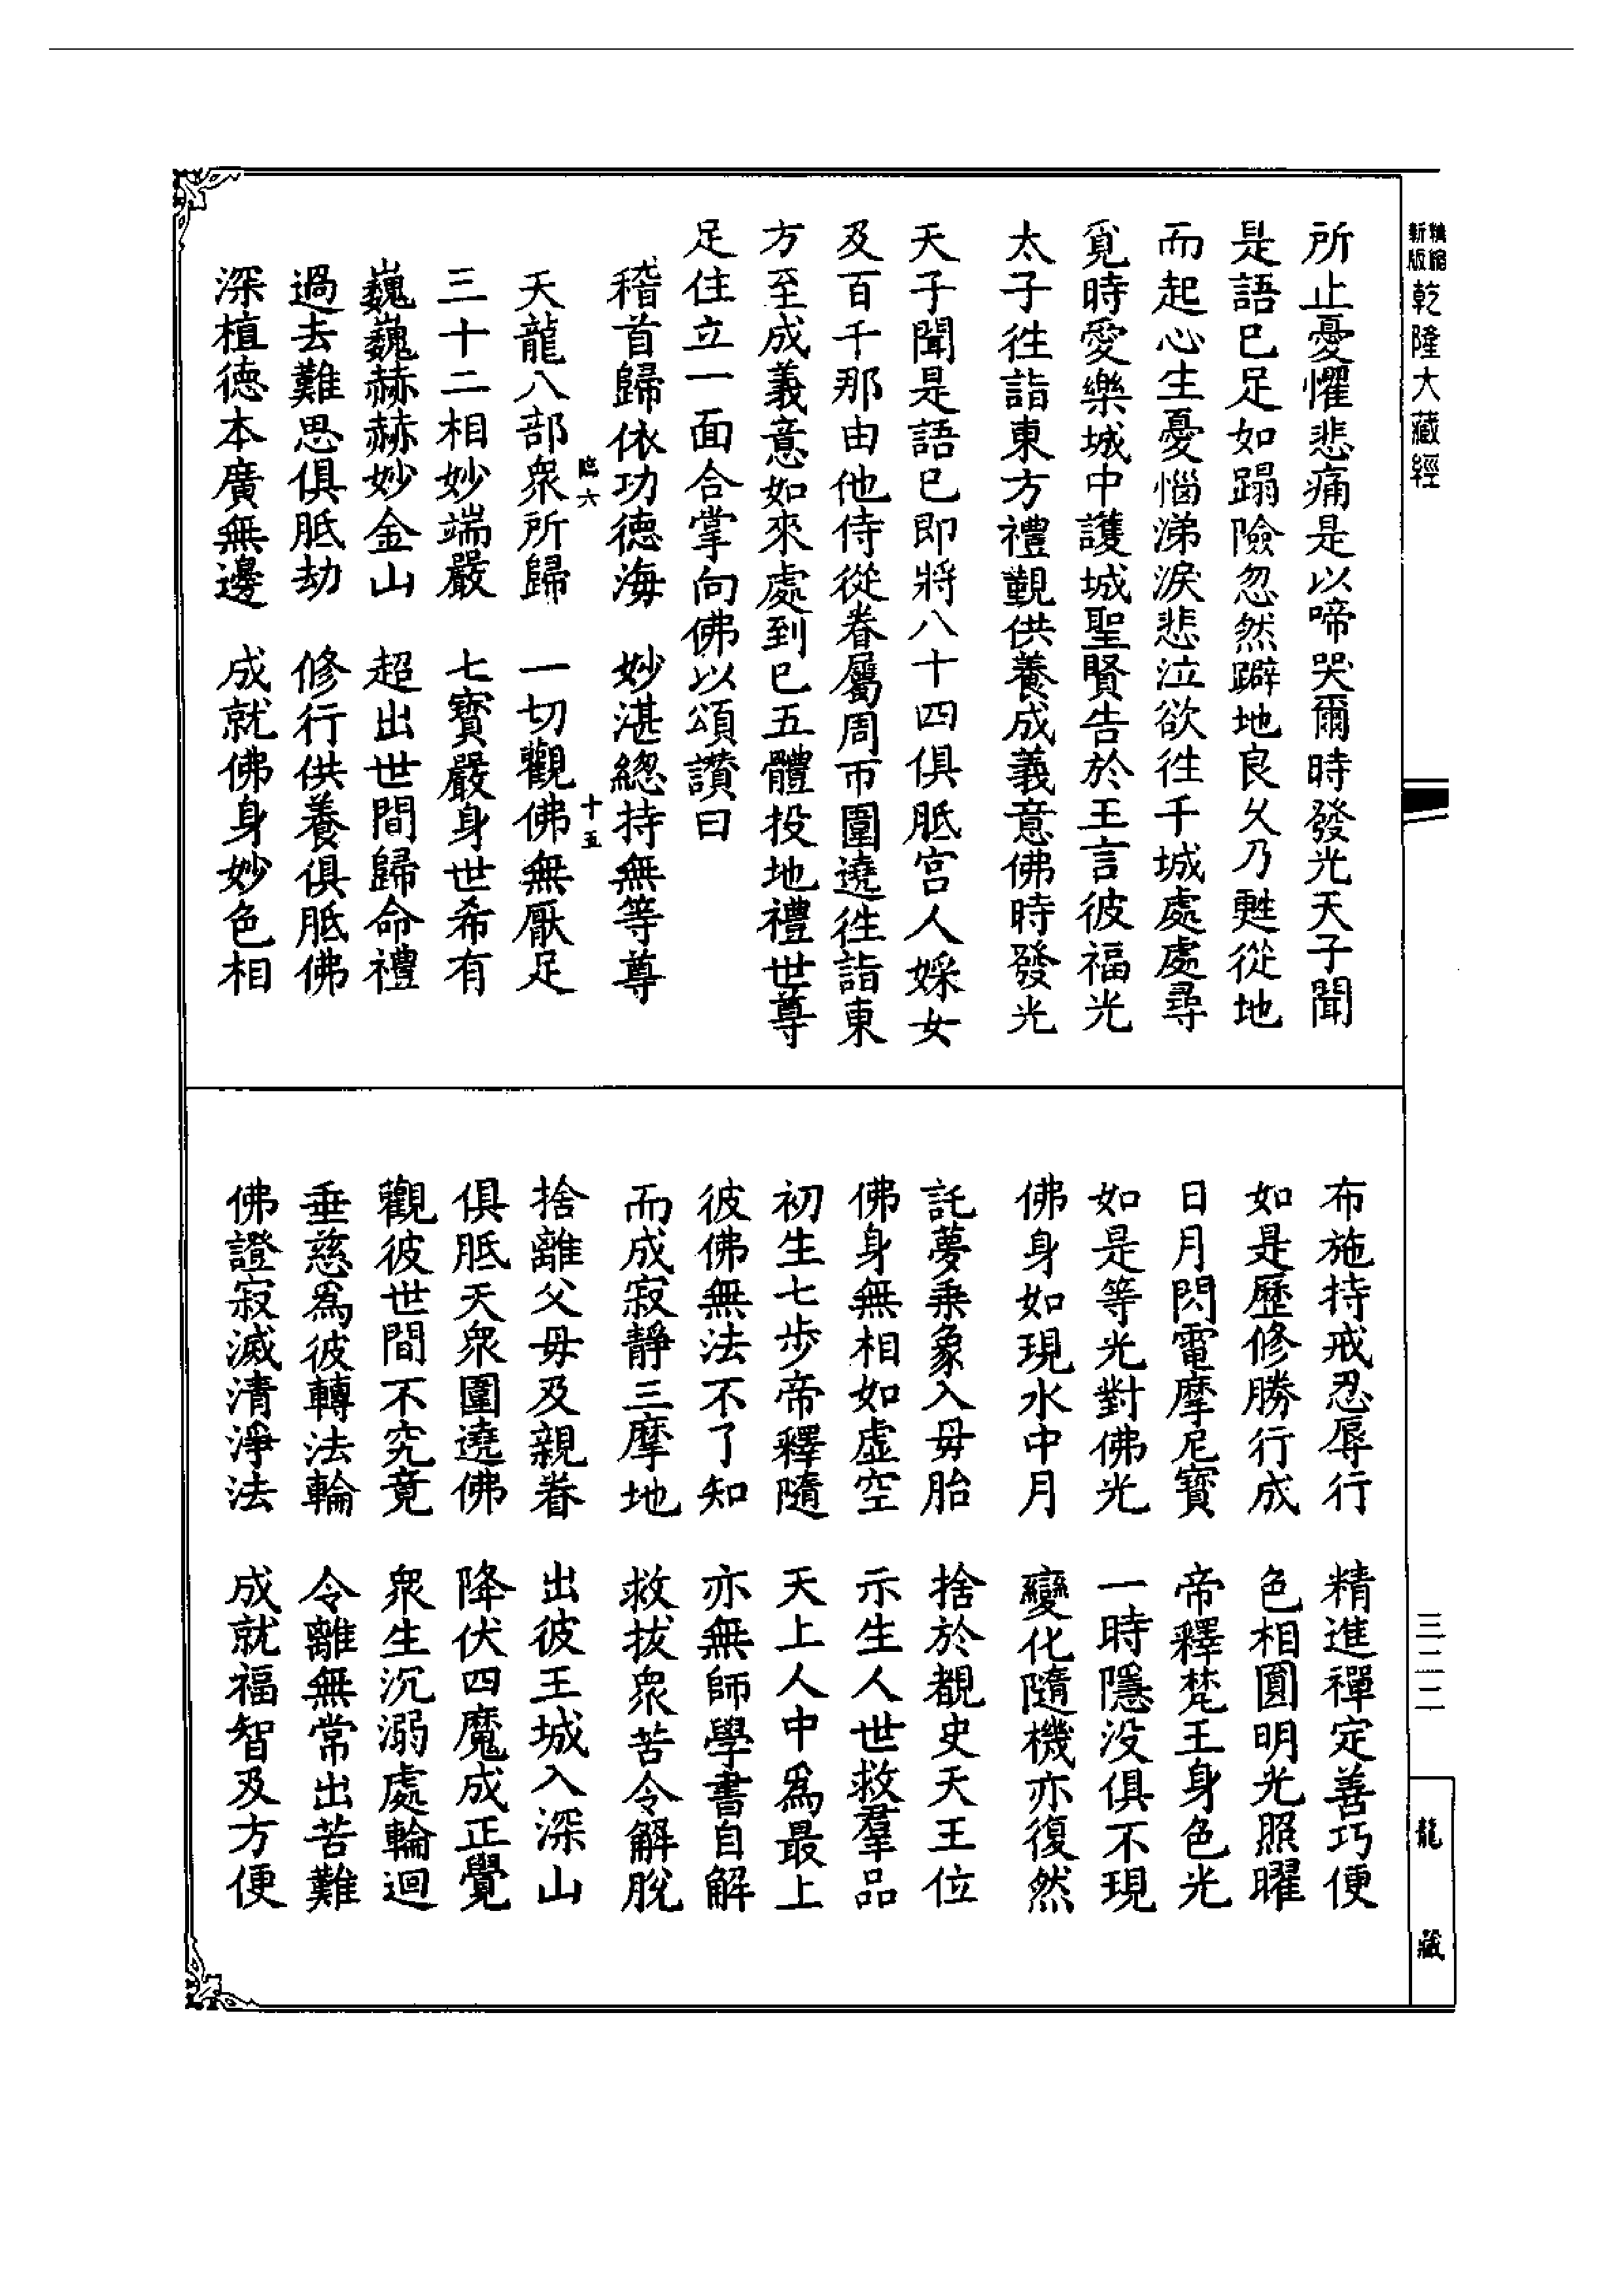 新版精縮
乾隆大藏經
所止憂懼悲痛是以啼哭爾時發光天子聞
是語已足如蹋險忽然躃地良久乃甦從地
而起心生憂惱涕淚悲泣欲往千城處處尋
覓時愛樂城中護城聖賢告於王言彼福光
太子往詣東方禮覲供養成義意佛時發光
天子聞是語已即將八十四俱胝宮人婇女
及百千那由他侍從眷屬周帀圍遶往詣東
方至成義意如來處到已五體投地禮世尊
足住立一面合掌向佛以頌讚曰
稽首歸依功德海　妙湛總持無等尊
臨六　十五
天龍八部衆所歸　一切觀佛無厭足
三十二相妙端嚴　七寶嚴身世希有
巍巍赫赫妙金山　超出世間歸命禮
過去難思俱胝劫　修行供養俱胝佛
深植德本廣無邊　成就佛身妙色相
布施持戒忍辱行　精進禪定善巧便
如是歷修勝行成　色相圓明光照曜
日月閃電摩尼寶　帝釋梵王身色光
如是等光對佛光　一時隱没俱不現
佛身如現水中月　變化隨機亦復然
託夢乗象入母胎　捨於覩史天王位
佛身無相如虛空　示生人世救羣品
初生七步帝釋隨　天上人中爲最上
彼佛無法不了知　亦無師學書自解
而成寂靜三摩地　救拔衆苦令解脫
捨離父母及親眷　出彼王城入深山
俱胝天衆圍遶佛　降伏四魔成正覺
觀彼世間不究竟　衆生沉溺處輪迴
垂慈爲彼轉法輪　令離無常出苦難
佛證寂滅清淨法　成就福智及方便
三二二
龍藏